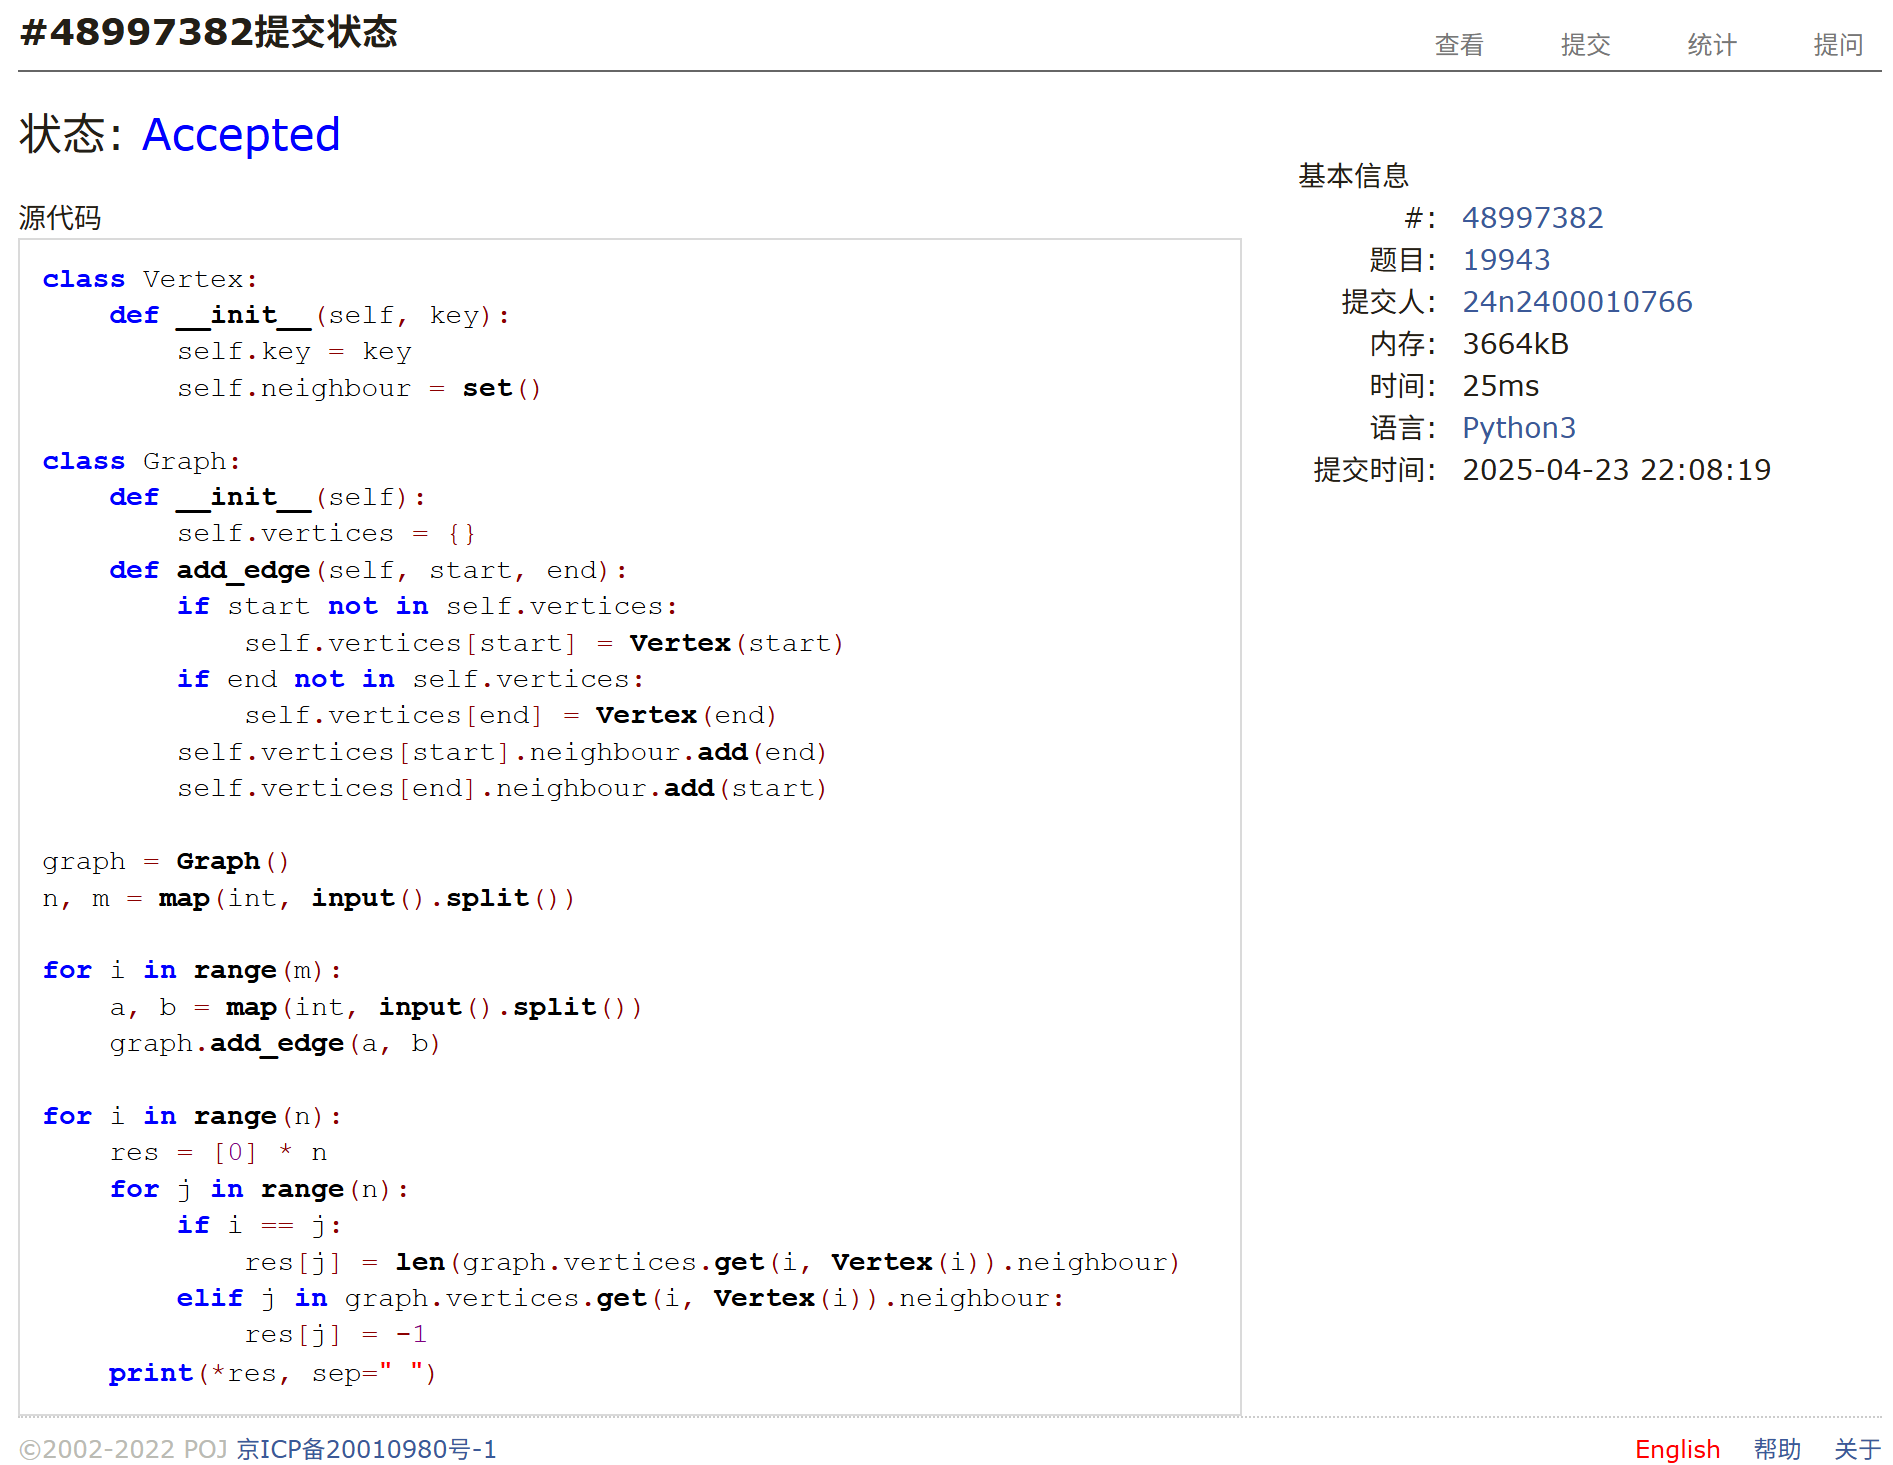 #48997382提交状态
查看 提交 统计 提问
状态: Accepted
源代码
class Vertex:
    def __init__(self, key):
        self.key = key
        self.neighbour = set()

class Graph:
    def __init__(self):
        self.vertices = {}
    def add_edge(self, start, end):
        if start not in self.vertices:
            self.vertices[start] = Vertex(start)
        if end not in self.vertices:
            self.vertices[end] = Vertex(end)
        self.vertices[start].neighbour.add(end)
        self.vertices[end].neighbour.add(start)

graph = Graph()
n, m = map(int, input().split())

for i in range(m):
    a, b = map(int, input().split())
    graph.add_edge(a, b)

for i in range(n):
    res = [0] * n
    for j in range(n):
        if i == j:
            res[j] = len(graph.vertices.get(i, Vertex(i)).neighbour)
        elif j in graph.vertices.get(i, Vertex(i)).neighbour:
            res[j] = -1
    print(*res, sep=" ")
基本信息
#: 48997382
题目: 19943
提交人: 24n2400010766
内存: 3664kB
时间: 25ms
语言: Python3
提交时间: 2025-04-23 22:08:19
©2002-2022 POJ 京ICP备20010980号-1
English 帮助 关于